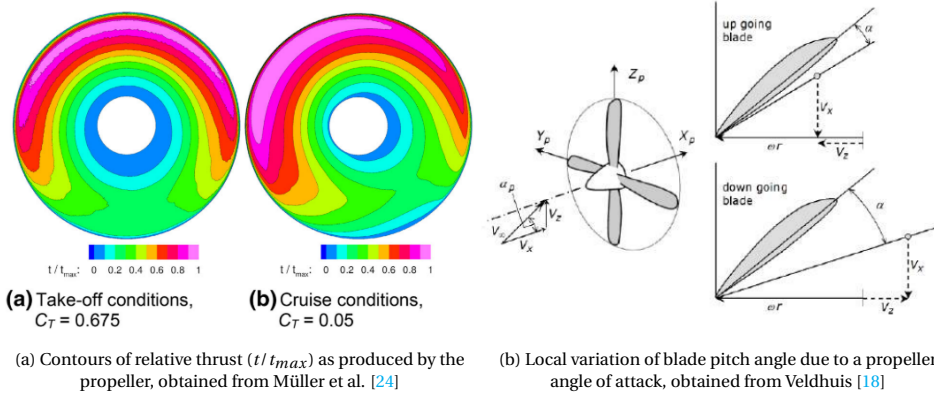 t / t_max: 0 0.2 0.4 0.6 0.8 1
(a) Take-off conditions,
C_T = 0.675
t / t_max: 0 0.2 0.4 0.6 0.8 1
(b) Cruise conditions,
C_T = 0.05
(a) Contours of relative thrust (t/t_max) as produced by the
propeller, obtained from Müller et al. [24]
Z_p
Y_p
X_p
α_p
V_z
V_∞
V_x
up going
blade
α
V_x
V_z
ωr
down going
blade
α
V_x
ωr
V_z
(b) Local variation of blade pitch angle due to a propeller
angle of attack, obtained from Veldhuis [18]